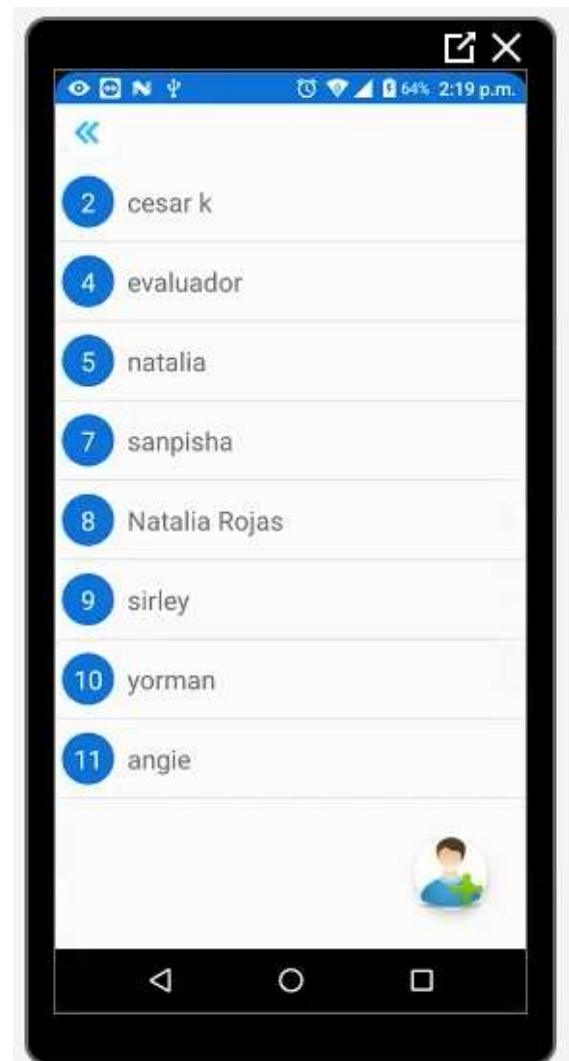 64% 2:19 p.m.
2 cesar k
4 evaluador
5 natalia
7 sanpisha
8 Natalia Rojas
9 sirley
10 yorman
11 angie